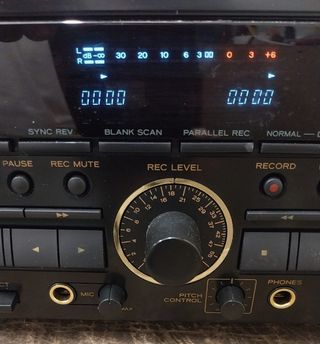 L
dB -∞ 30 20 10 6 3 0 3 +6
R
0000 0000
SYNC REV BLANK SCAN PARALLEL REC NORMAL
PAUSE REC MUTE REC LEVEL RECORD
MIC PITCH CONTROL PHONES